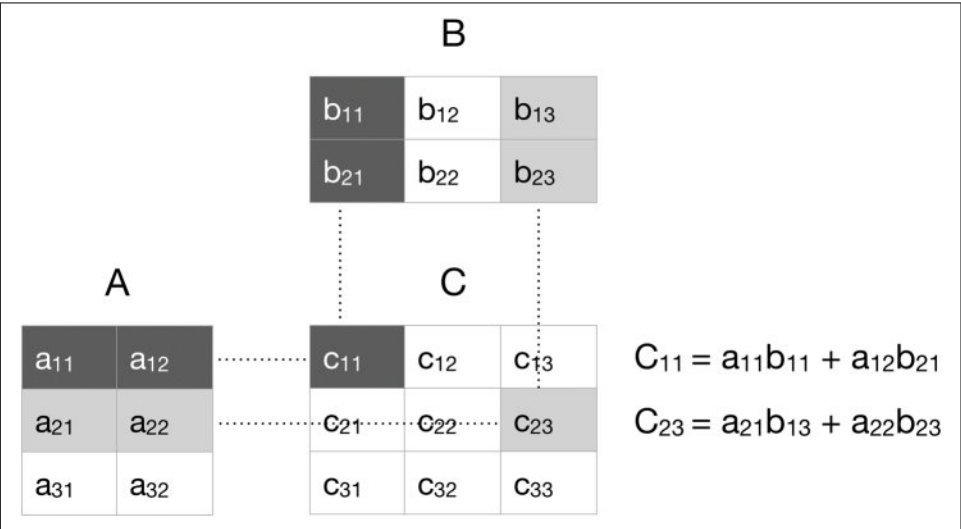 B
b₁₁ b₁₂ b₁₃
b₂₁ b₂₂ b₂₃
A C
a₁₁ a₁₂ c₁₁ c₁₂ c₁₃ C₁₁ = a₁₁b₁₁ + a₁₂b₂₁
a₂₁ a₂₂ c₂₁ c₂₂ c₂₃ C₂₃ = a₂₁b₁₃ + a₂₂b₂₃
a₃₁ a₃₂ c₃₁ c₃₂ c₃₃